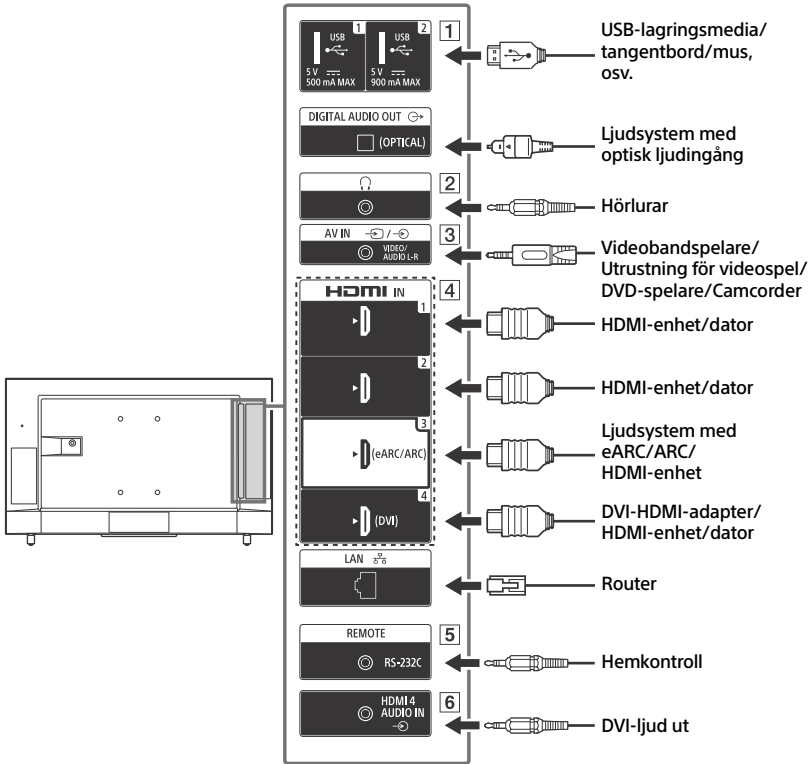 1 2 1
USB USB
5 V 5 V
500 mA MAX 900 mA MAX
USB-lagringsmedia/
tangentbord/mus,
osv.
DIGITAL AUDIO OUT
(OPTICAL)
Ljudsystem med
optisk ljudingång
2
Hörlurar
AV IN / 3
VIDEO/
AUDIO L-R
Videobandspelare/
Utrustning för videospel/
DVD-spelare/Camcorder
HDMI IN 4
1
HDMI-enhet/dator
2
HDMI-enhet/dator
3
(eARC/ARC)
Ljudsystem med
eARC/ARC/
HDMI-enhet
4
(DVI)
DVI-HDMI-adapter/
HDMI-enhet/dator
LAN
Router
REMOTE 5
RS-232C
Hemkontroll
HDMI 4 6
AUDIO IN
DVI-ljud ut